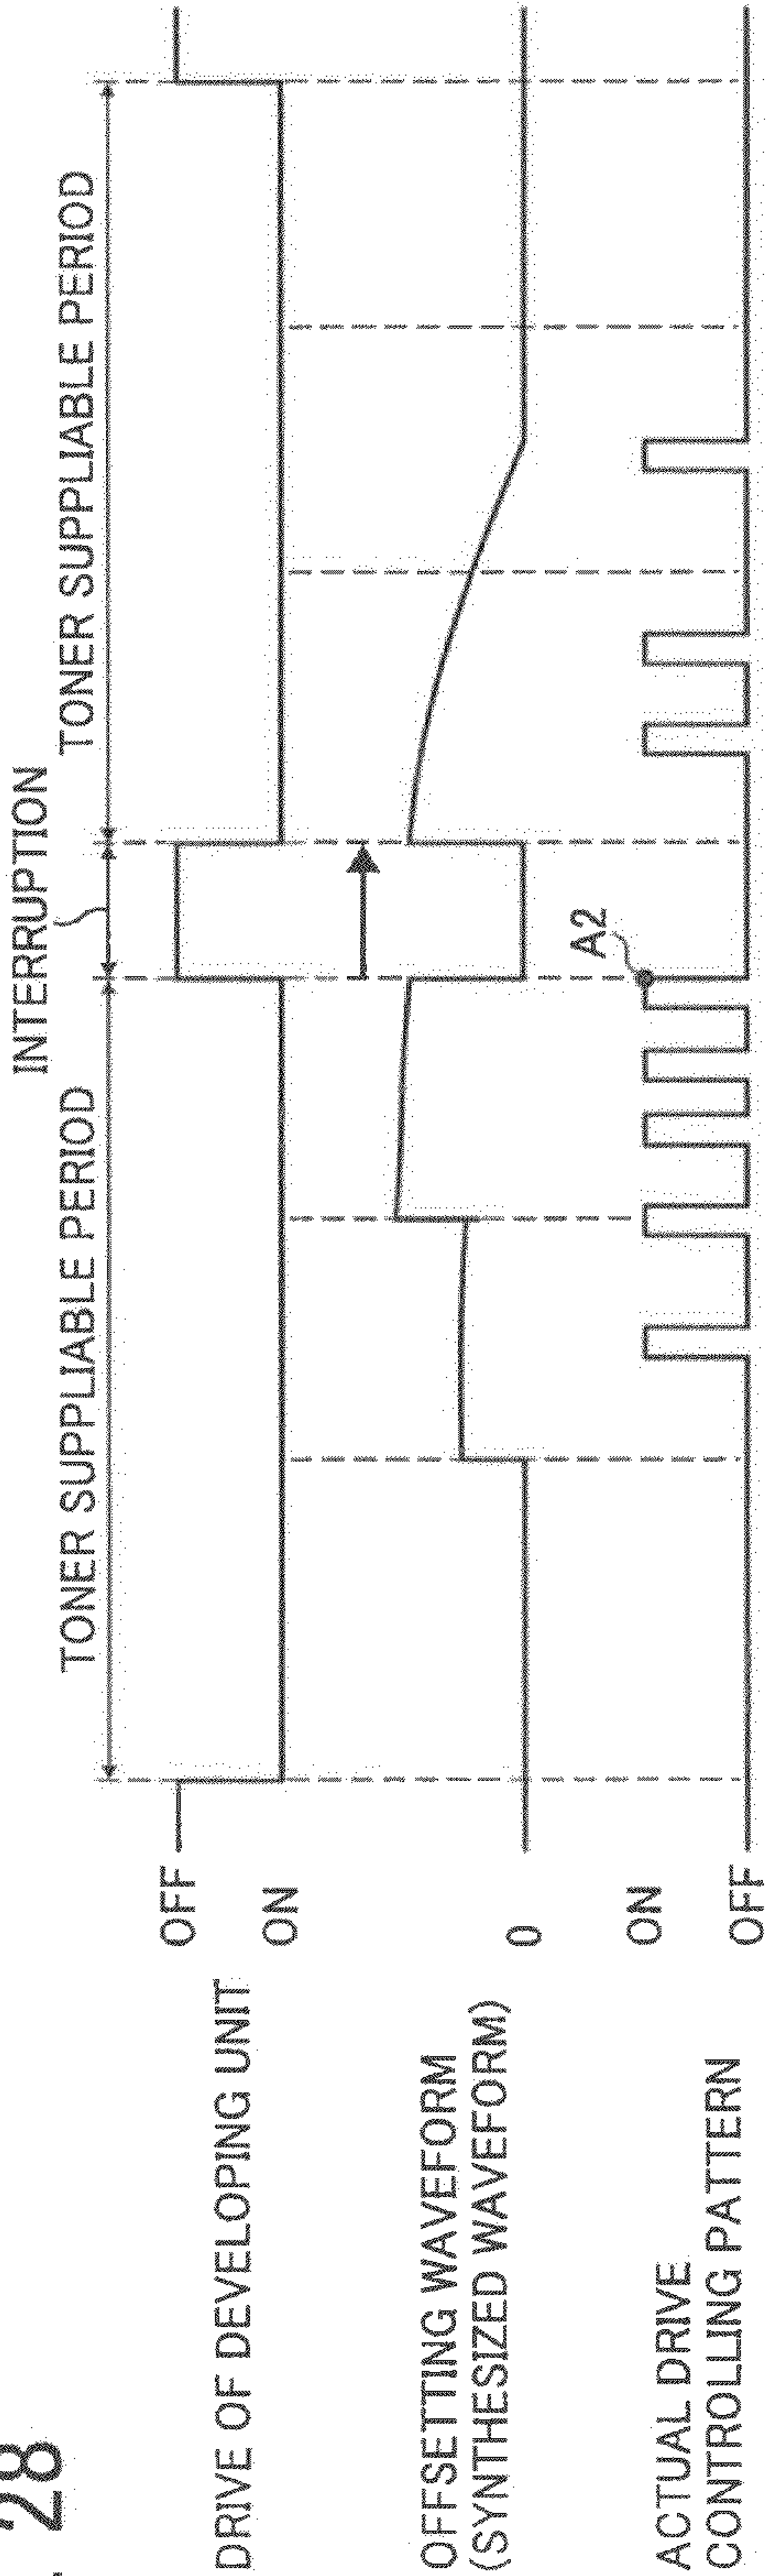 28
INTERRUPTION
TONER SUPPLIABLE PERIOD
TONER SUPPLIABLE PERIOD
DRIVE OF DEVELOPING UNIT
OFF
ON
OFFSETTING WAVEFORM
(SYNTHESIZED WAVEFORM)
0
A2
ACTUAL DRIVE
CONTROLLING PATTERN
ON
OFF